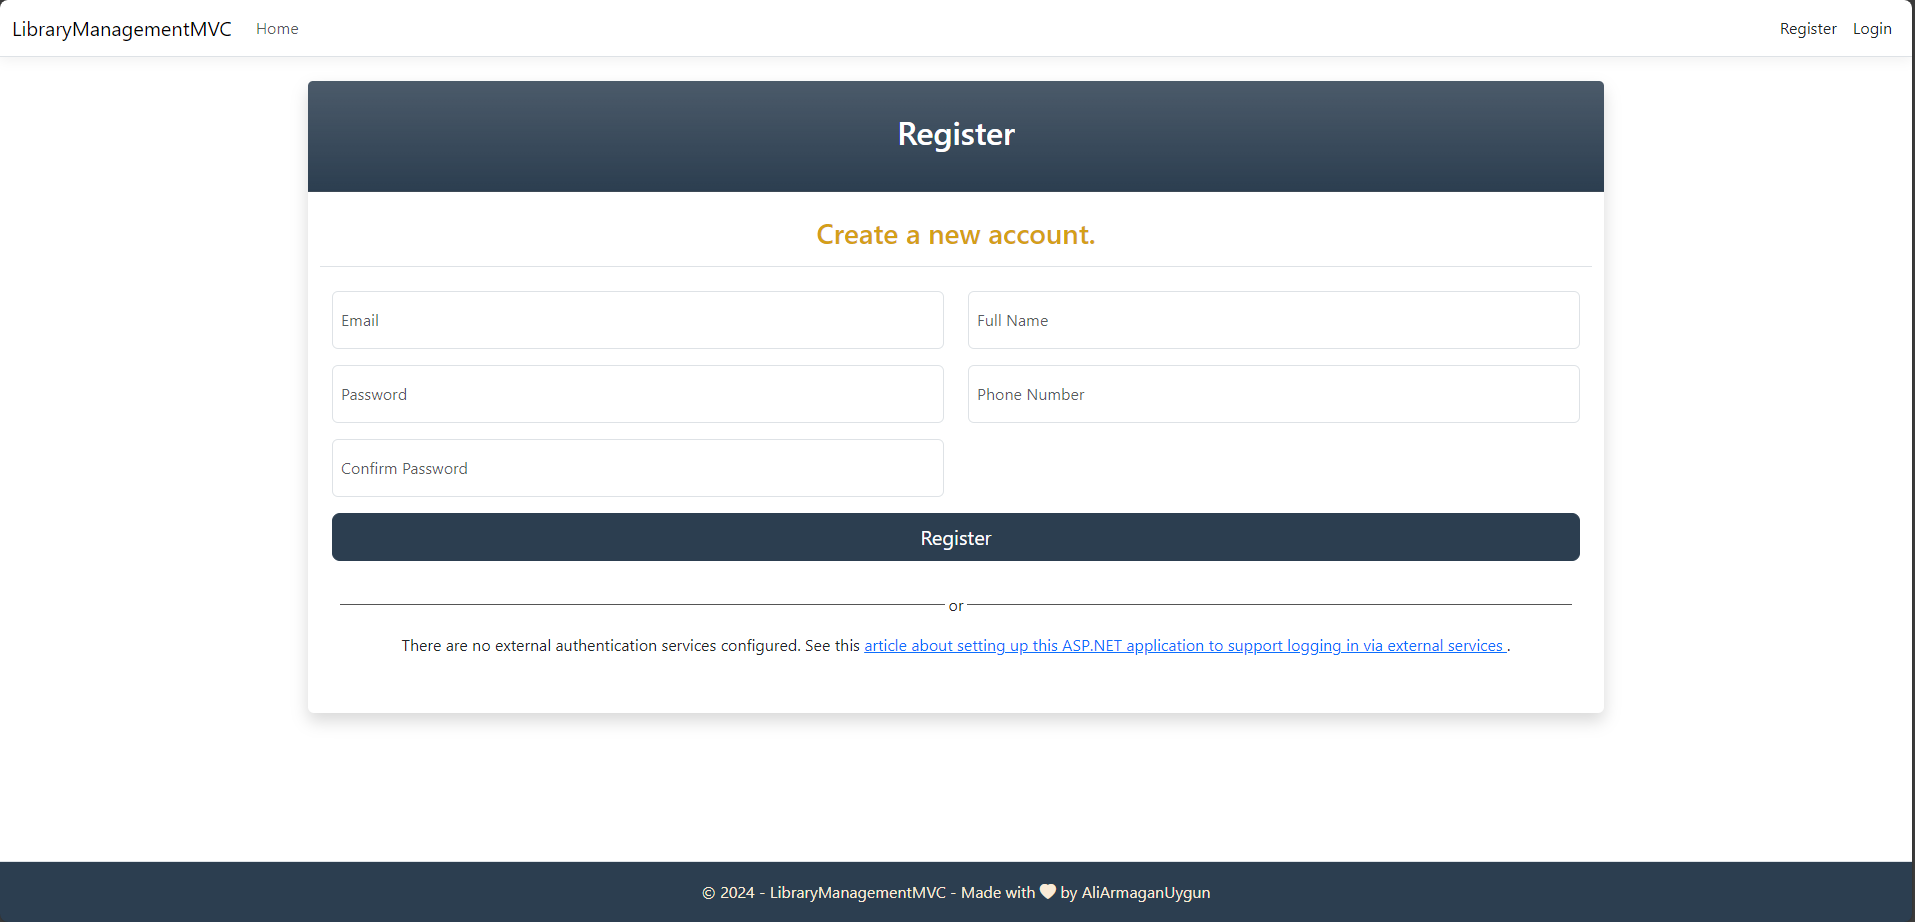 LibraryManagementMVC Home Register Login
Register
Create a new account.
Email Full Name
Password Phone Number
Confirm Password
Register
or
There are no external authentication services configured. See this article about setting up this ASP.NET application to support logging in via external services .
© 2024 - LibraryManagementMVC - Made with by AliArmaganUygun